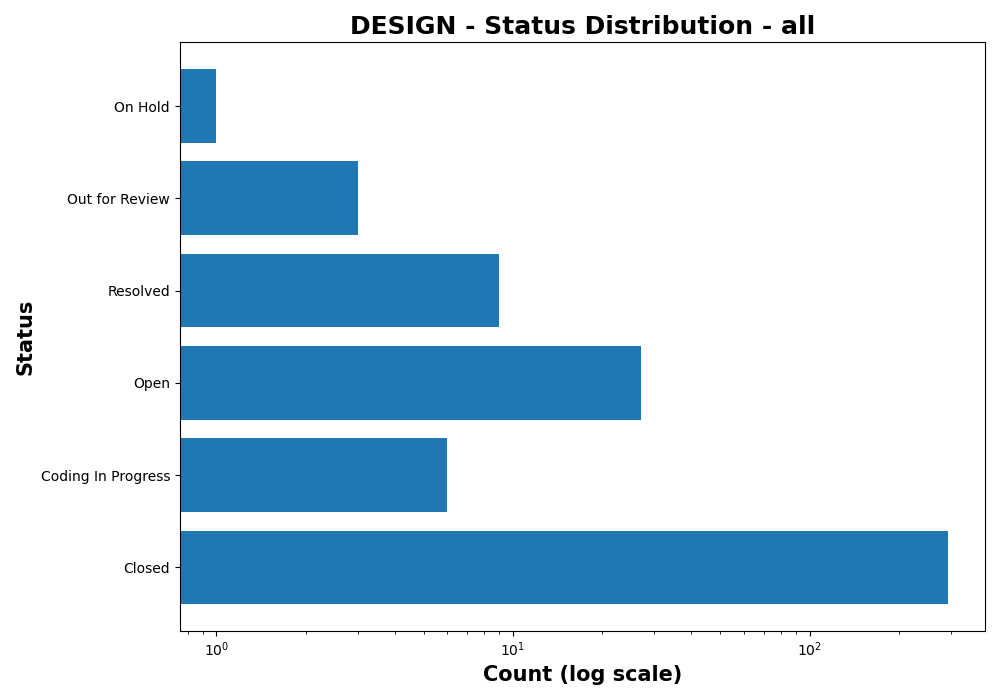 DESIGN - Status Distribution - all
On Hold
Out for Review
Resolved
Open
Coding In Progress
Closed
Status
10⁰ 10¹ 10²
Count (log scale)